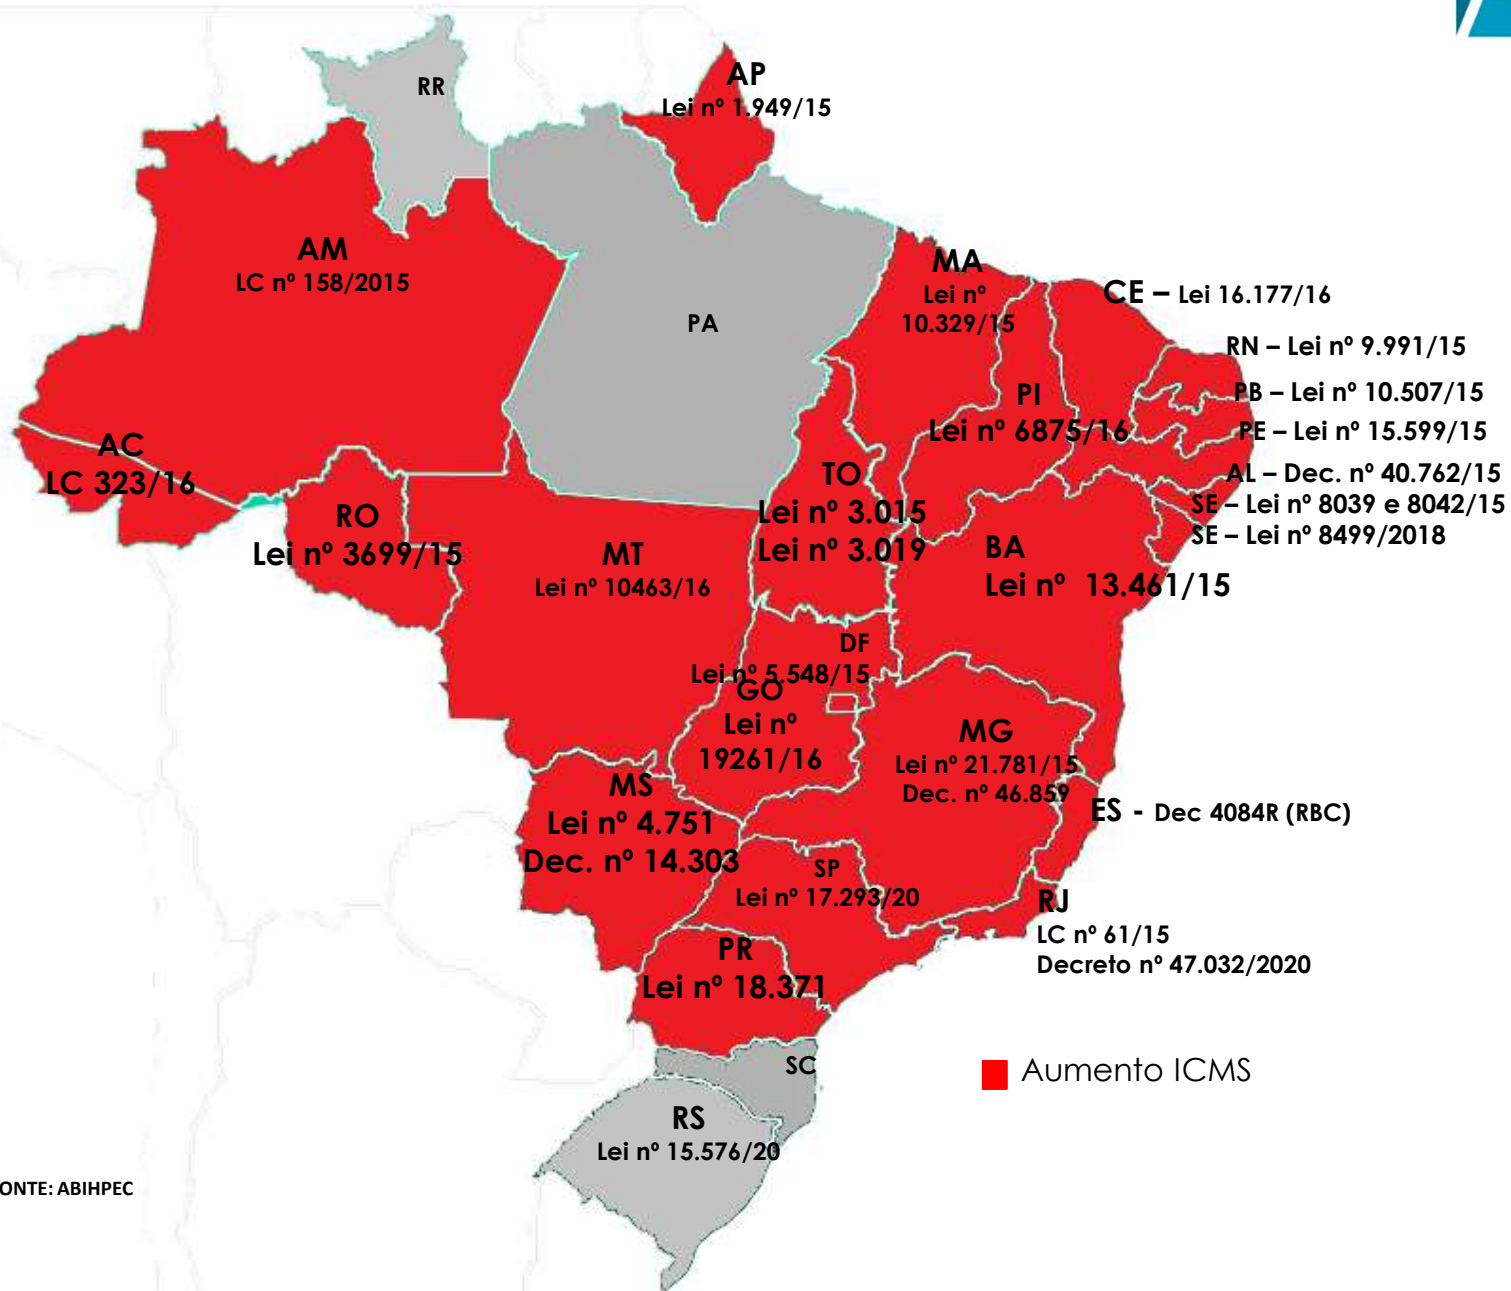 RR
AP
Lei nº 1.949/15
AM
LC nº 158/2015
PA
MA
Lei nº
10.329/15
CE – Lei 16.177/16
RN – Lei nº 9.991/15
PB – Lei nº 10.507/15
PE – Lei nº 15.599/15
AL – Dec. nº 40.762/15
SE – Lei nº 8039 e 8042/15
SE – Lei nº 8499/2018
PI
Lei nº 6875/16
AC
LC 323/16
RO
Lei nº 3699/15
TO
Lei nº 3.015
Lei nº 3.019
MT
Lei nº 10463/16
BA
Lei nº 13.461/15
DF
Lei nº 5.548/15
GO
Lei nº
19261/16
MG
Lei nº 21.781/15
Dec. nº 46.859
ES - Dec 4084R (RBC)
MS
Lei nº 4.751
Dec. nº 14.303
SP
Lei nº 17.293/20
RJ
LC nº 61/15
Decreto nº 47.032/2020
PR
Lei nº 18.371
SC
Aumento ICMS
RS
Lei nº 15.576/20
ONTE: ABIHPEC